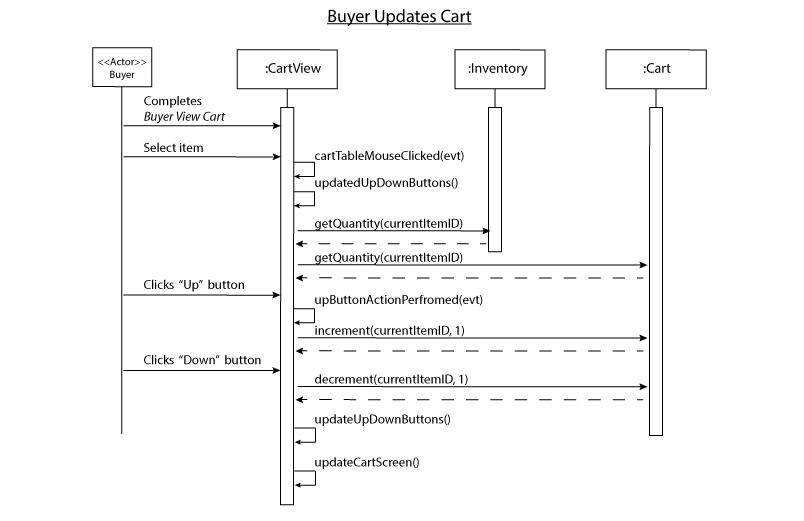 Buyer Updates Cart
<<Actor>>
Buyer
:CartView
:Inventory
:Cart
Completes
Buyer View Cart
Select item
cartTableMouseClicked(evt)
updatedUpDownButtons()
getQuantity(currentItemID)
getQuantity(currentItemID)
Clicks “Up” button
upButtonActionPerfromed(evt)
increment(currentItemID, 1)
Clicks “Down” button
decrement(currentItemID, 1)
updateUpDownButtons()
updateCartScreen()